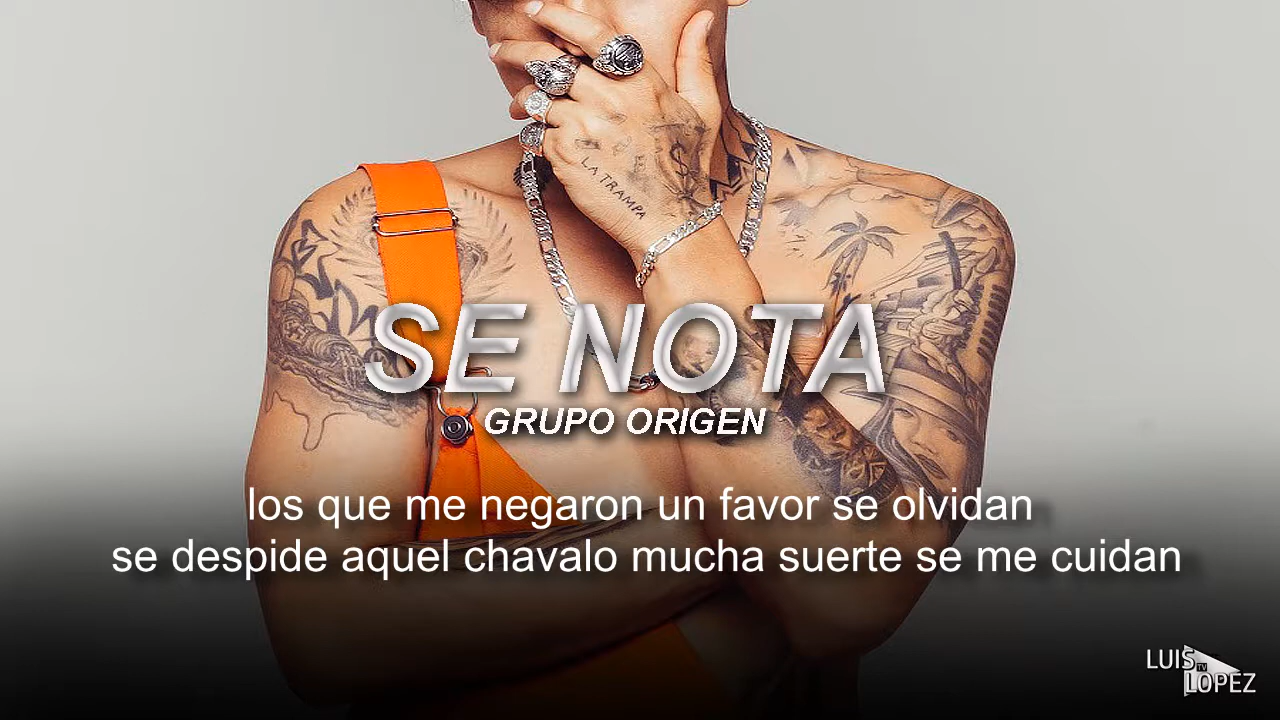 LA TRAMPA
SE NOTA
GRUPO ORIGEN
los que me negaron un favor se olvidan
se despide aquel chavalo mucha suerte se me cuidan
LUIS
TV
LOPEZ